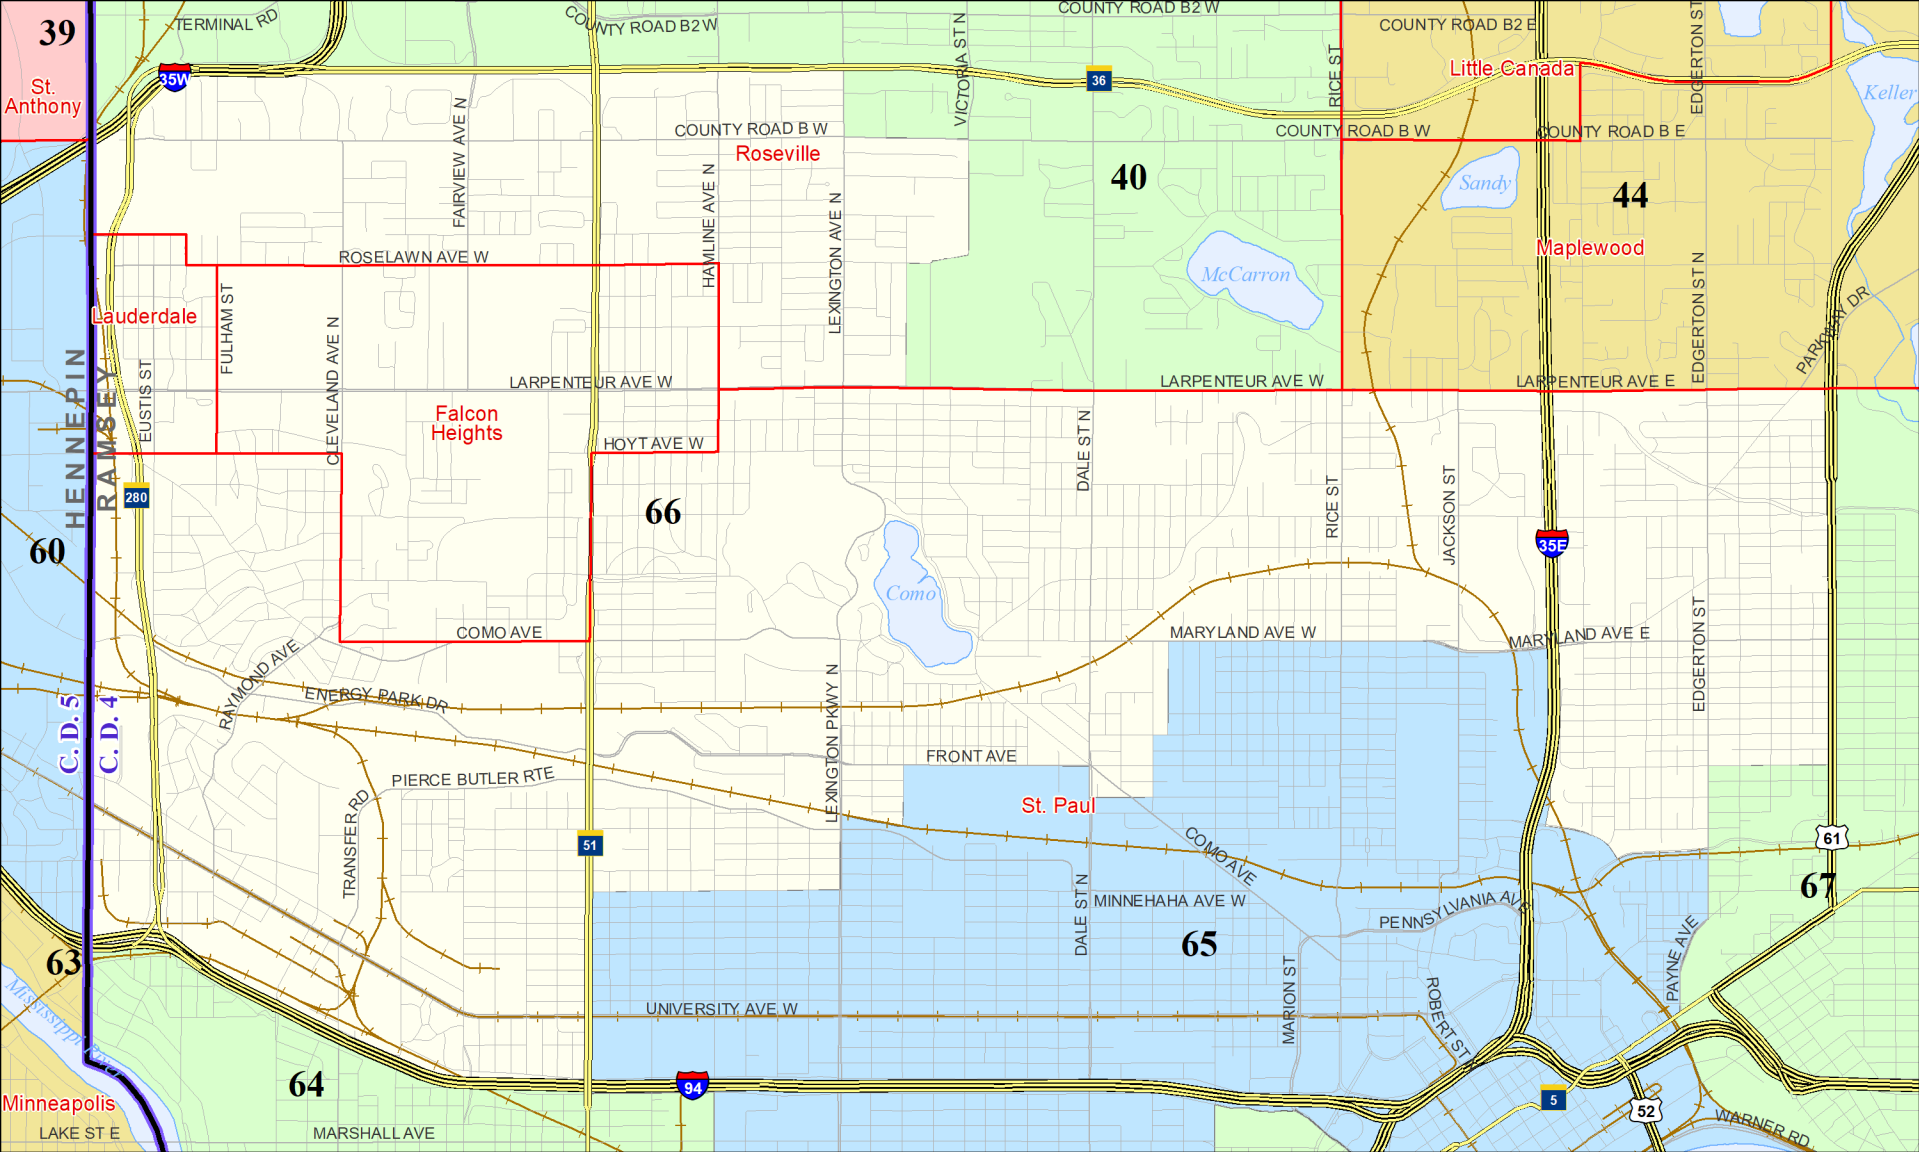 39
TERMINAL RD
COUNTY ROAD B2 W
COUNTY ROAD B2 W
COUNTY ROAD B2 E
St.
Anthony
35W
36
VICTORIA ST N
RICE ST
Little Canada
EDGERTON ST
Keller
FAIRVIEW AVE N
COUNTY ROAD B W
Roseville
COUNTY ROAD B W
COUNTY ROAD B E
40
Sandy
44
HAMLINE AVE N
LEXINGTON AVE N
ROSELAWN AVE W
McCarron
Maplewood
EDGERTON ST N
PARKWAY DR
Lauderdale
FULHAM ST
CLEVELAND AVE N
EUSTIS ST
HENNEPIN
RAMSEY
LARPENTEUR AVE W
LARPENTEUR AVE W
LARPENTEUR AVE E
Falcon
Heights
HOYT AVE W
DALE ST N
280
66
RICE ST
JACKSON ST
35E
60
Como
COMO AVE
MARYLAND AVE W
MARYLAND AVE E
EDGERTON ST N
RAYMOND AVE
ENERGY PARK DR
C. D. 5
C. D. 4
LEXINGTON PKWY N
FRONT AVE
PIERCE BUTLER RTE
TRANSFER RD
St. Paul
51
COMO AVE
61
67
DALE ST N
MINNEHAHA AVE W
PENNSYLVANIA AVE
65
PAYNE AVE
63
MARION ST
ROBERT ST
Mississippi River
UNIVERSITY AVE W
64
94
5
52
Minneapolis
LAKE ST E
MARSHALL AVE
WARNER RD